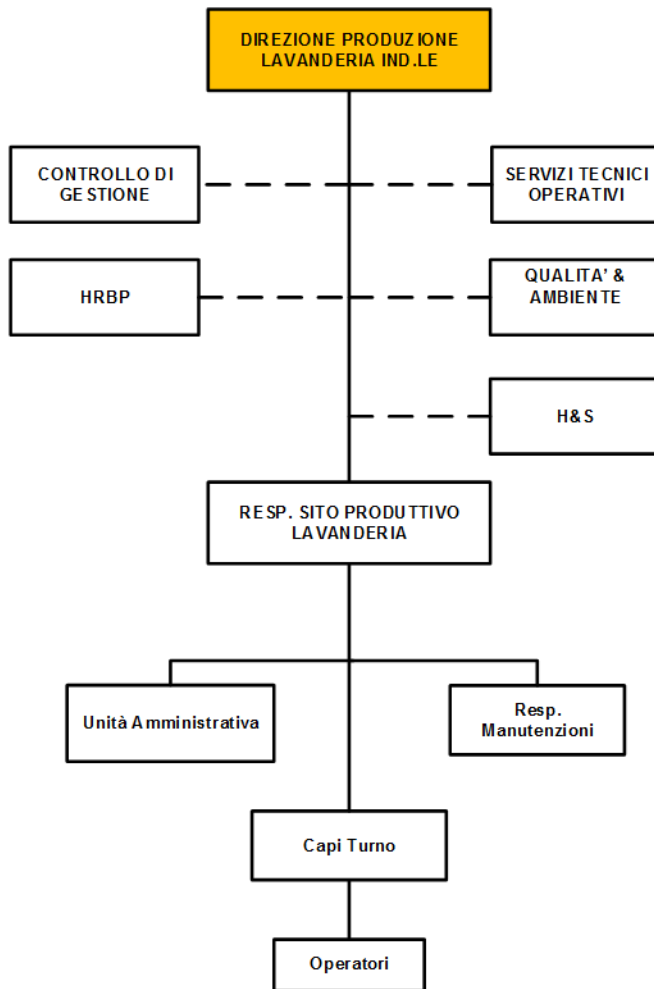 DIREZIONE PRODUZIONE
LAVANDERIA IND.LE
CONTROLLO DI
GESTIONE
SERVIZI TECNICI
OPERATIVI
HRBP
QUALITA' &
AMBIENTE
H&S
RESP. SITO PRODUTTIVO
LAVANDERIA
Unità Amministrativa
Resp.
Manutenzioni
Capi Turno
Operatori